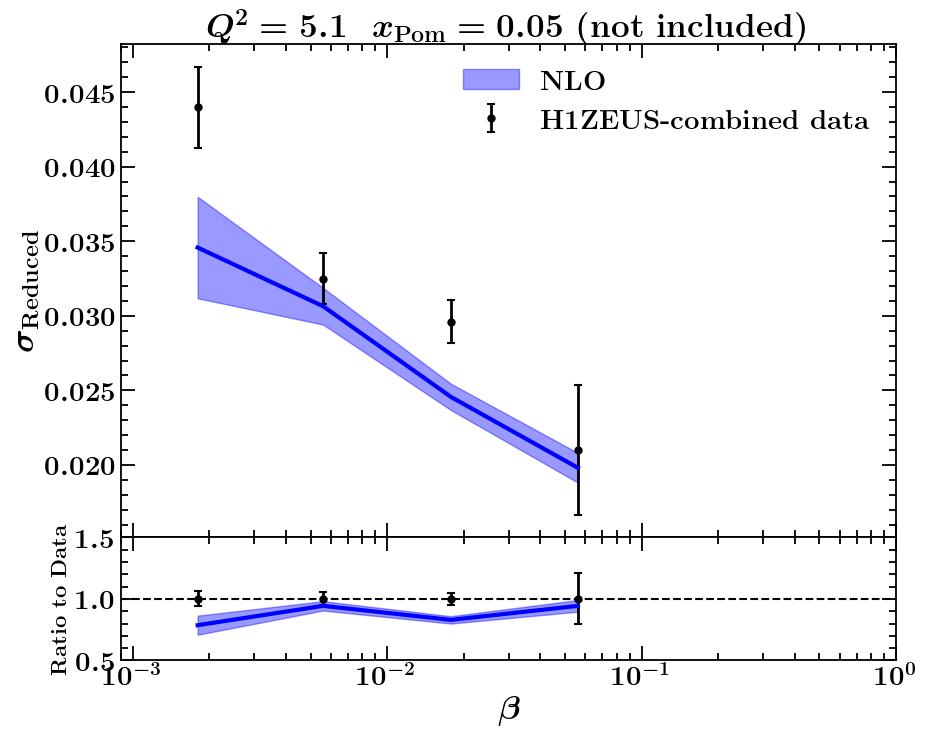 Q² = 5.1 x_Pom = 0.05 (not included)
NLO
H1ZEUS-combined data
σ_Reduced
0.045
0.040
0.035
0.030
0.025
0.020
Ratio to Data
1.5
1.0
0.5
10⁻³ 10⁻² 10⁻¹ 10⁰
β